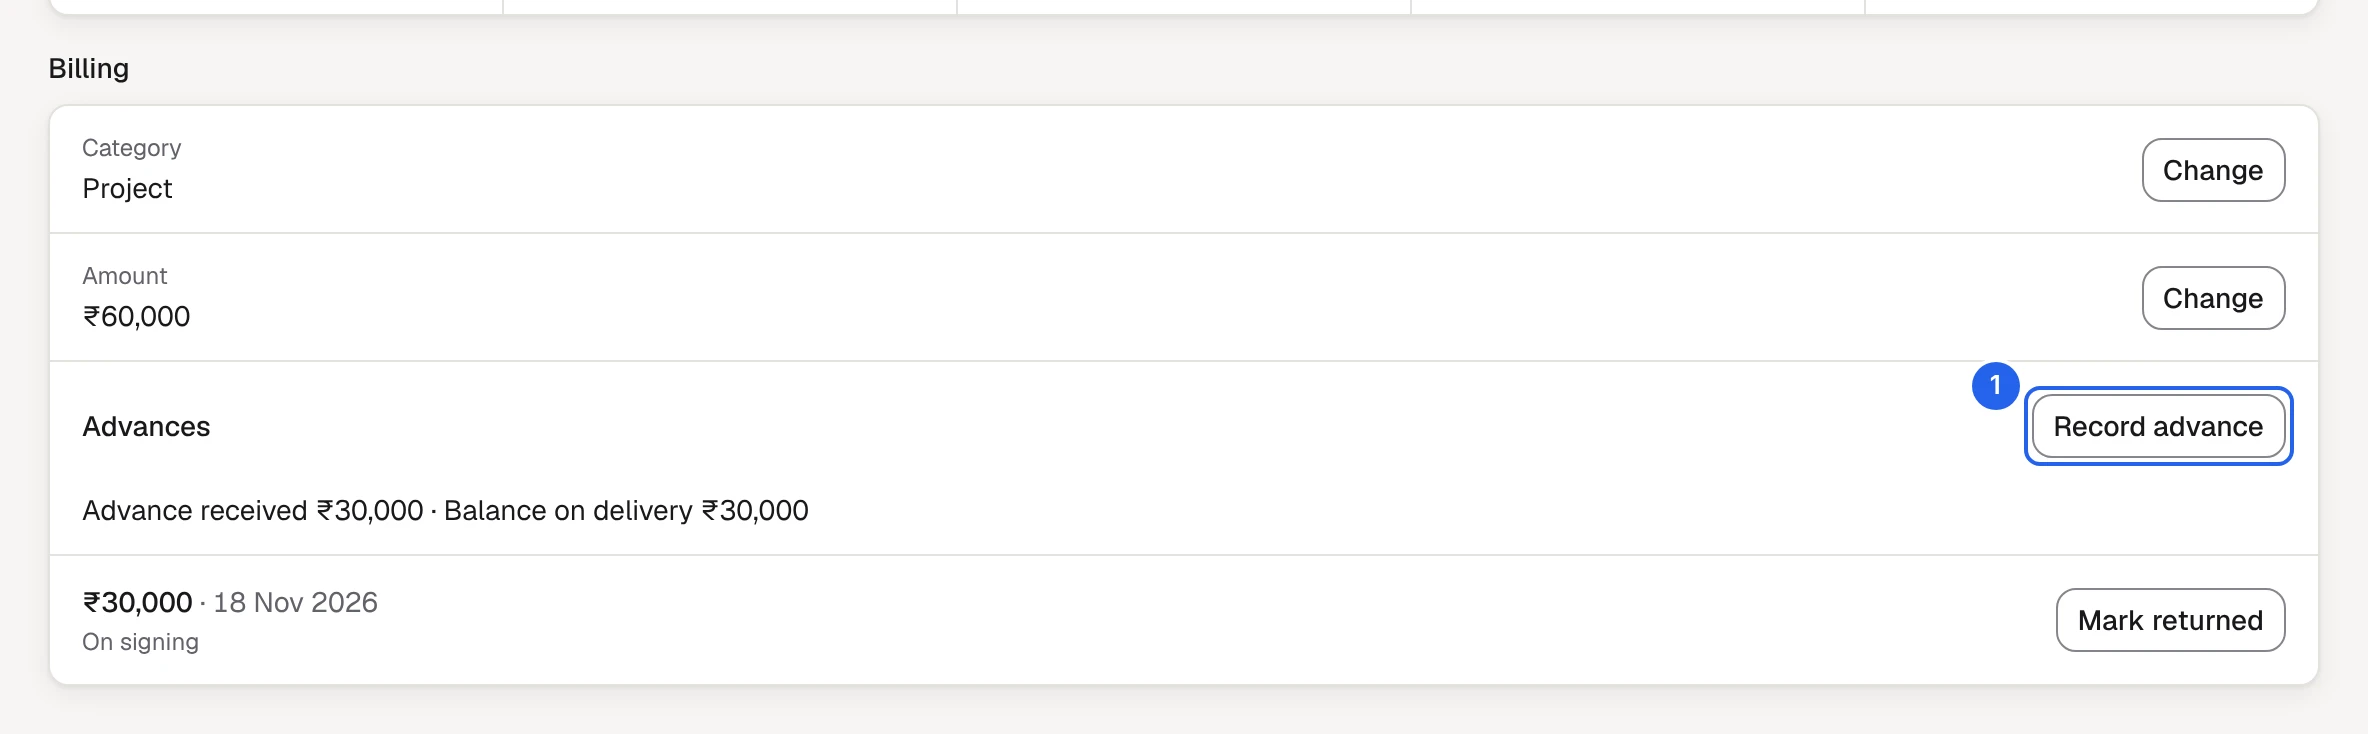 Billing
Category
Project
Change
Amount
₹60,000
Change
1
Advances
Record advance
Advance received ₹30,000 · Balance on delivery ₹30,000
₹30,000 · 18 Nov 2026
On signing
Mark returned